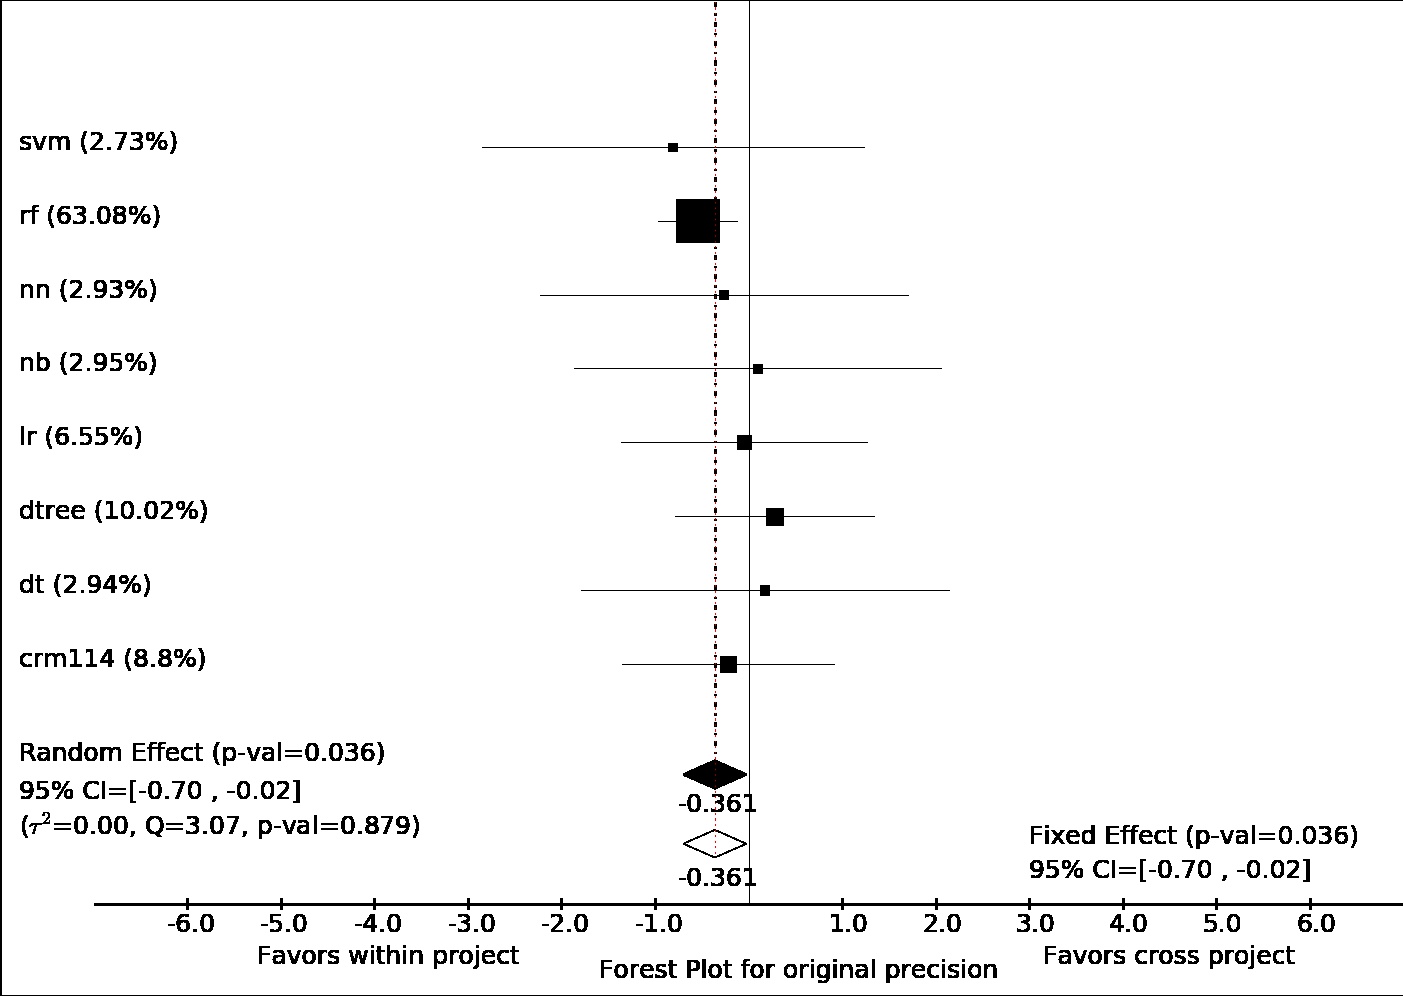 svm (2.73%)
rf (63.08%)
nn (2.93%)
nb (2.95%)
lr (6.55%)
dtree (10.02%)
dt (2.94%)
crm114 (8.8%)
Random Effect (p-val=0.036)
95% CI=[-0.70 , -0.02]
(τ²=0.00, Q=3.07, p-val=0.879)
-0.361
-0.361
Fixed Effect (p-val=0.036)
95% CI=[-0.70 , -0.02]
-6.0 -5.0 -4.0 -3.0 -2.0 -1.0 1.0 2.0 3.0 4.0 5.0 6.0
Favors within project
Favors cross project
Forest Plot for original precision